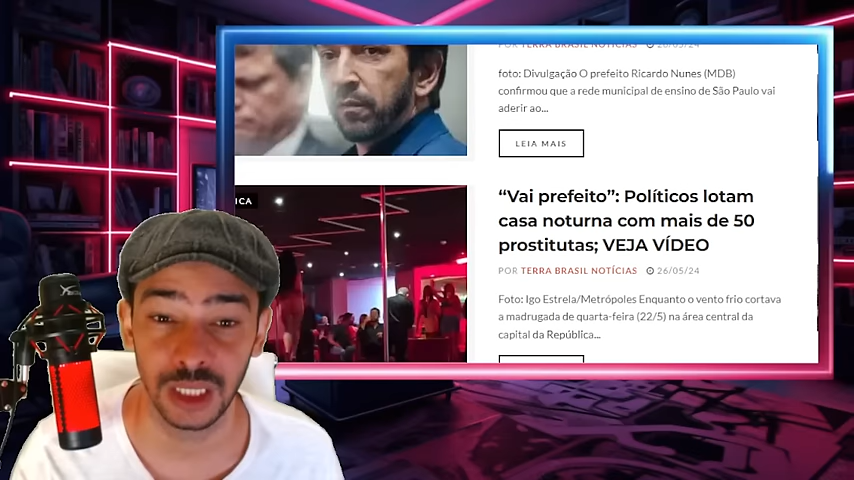 POR TERRA BRASIL NOTÍCIAS 26/05/24
foto: Divulgação O prefeito Ricardo Nunes (MDB)
confirmou que a rede municipal de ensino de São Paulo vai
aderir ao...
LEIA MAIS
ICA
“Vai prefeito”: Políticos lotam
casa noturna com mais de 50
prostitutas; VEJA VÍDEO
POR TERRA BRASIL NOTÍCIAS 26/05/24
Foto: Igo Estrela/Metrópoles Enquanto o vento frio cortava
a madrugada de quarta-feira (22/5) na área central da
capital da República...